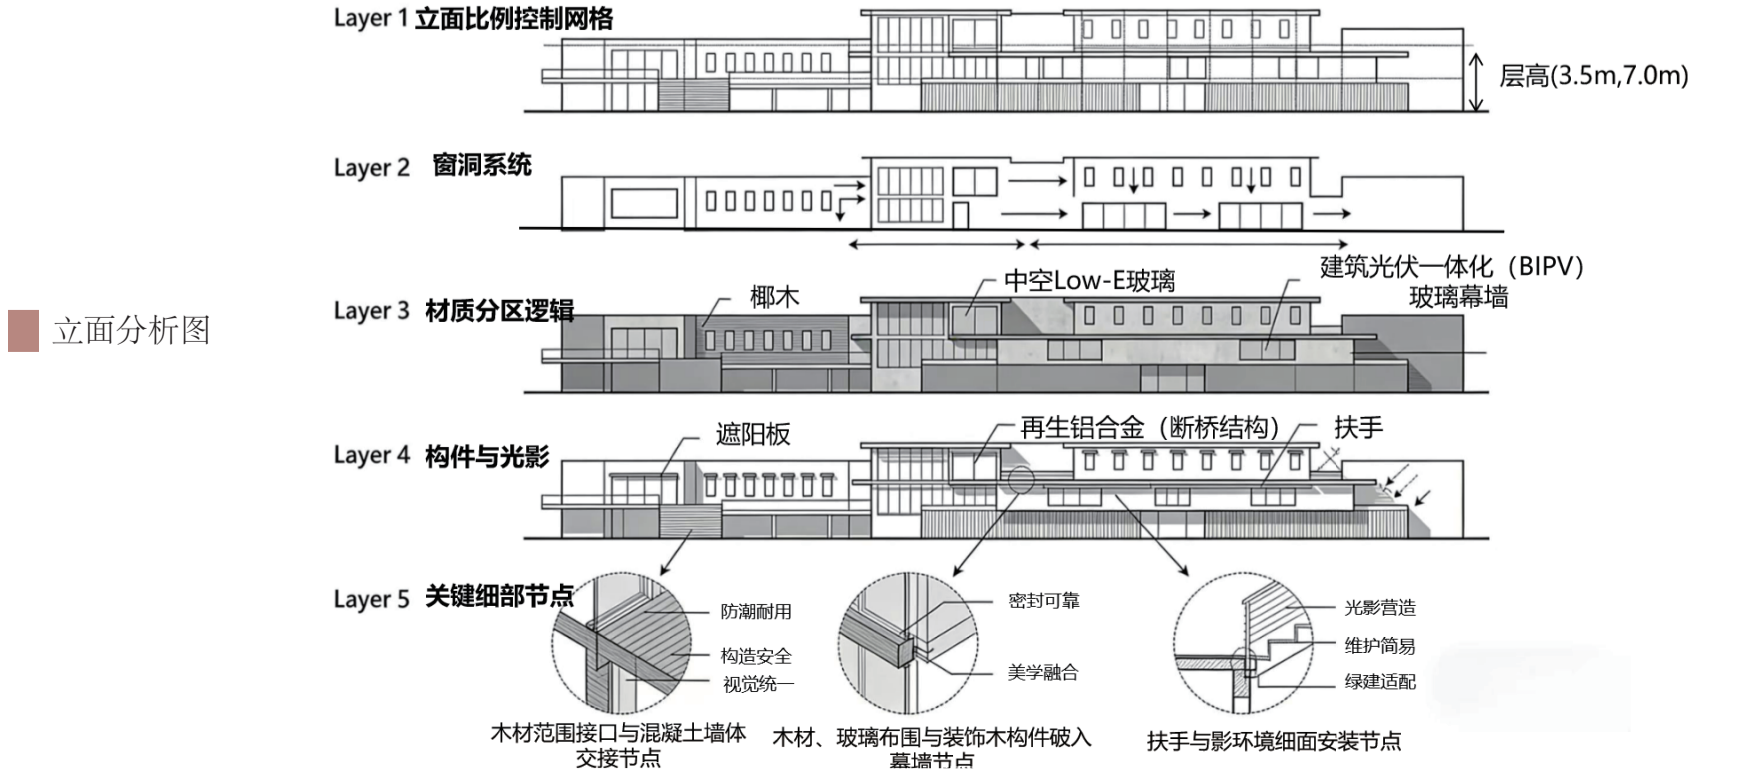 Layer 1 立面比例控制网格
层高(3.5m,7.0m)
Layer 2 窗洞系统
建筑光伏一体化（BIPV）
玻璃幕墙
中空Low-E玻璃
椰木
Layer 3 材质分区逻辑
立面分析图
再生铝合金（断桥结构）
扶手
遮阳板
Layer 4 构件与光影
Layer 5 关键细部节点
防潮耐用
构造安全
视觉统一
密封可靠
美学融合
光影营造
维护简易
绿建适配
木材范围接口与混凝土墙体
交接节点
木材、玻璃布围与装饰木构件破入
幕墙节点
扶手与影环境细面安装节点